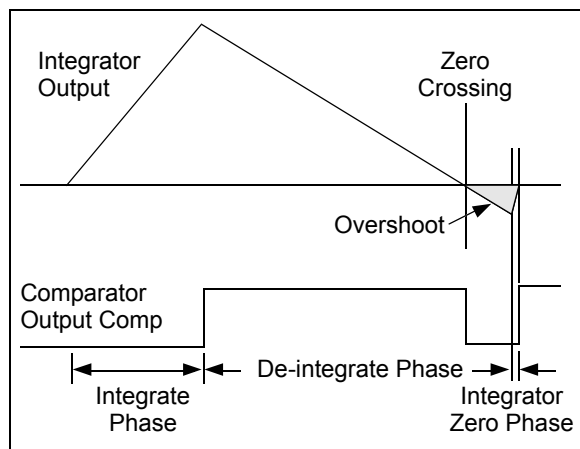 Integrator
Output
Zero
Crossing
Overshoot
Comparator
Output Comp
De-integrate Phase
Integrate
Phase
Integrator
Zero Phase